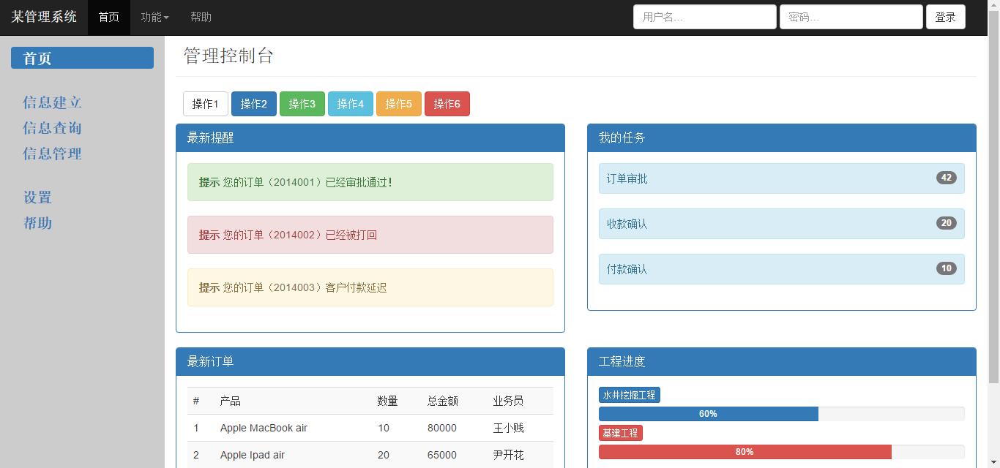 某管理系统 首页 功能 帮助 用户名... 密码... 登录
首页
信息建立
信息查询
信息管理
设置
帮助
管理控制台
操作1 操作2 操作3 操作4 操作5 操作6
最新提醒
提示 您的订单（2014001）已经审批通过！
提示 您的订单（2014002）已经被打回
提示 您的订单（2014003）客户付款延迟
我的任务
订单审批 42
收款确认 20
付款确认 10
最新订单
# 产品 数量 总金额 业务员
1 Apple MacBook air 10 80000 王小贱
2 Apple Ipad air 20 65000 尹开花
工程进度
水井挖掘工程
60%
基建工程
80%